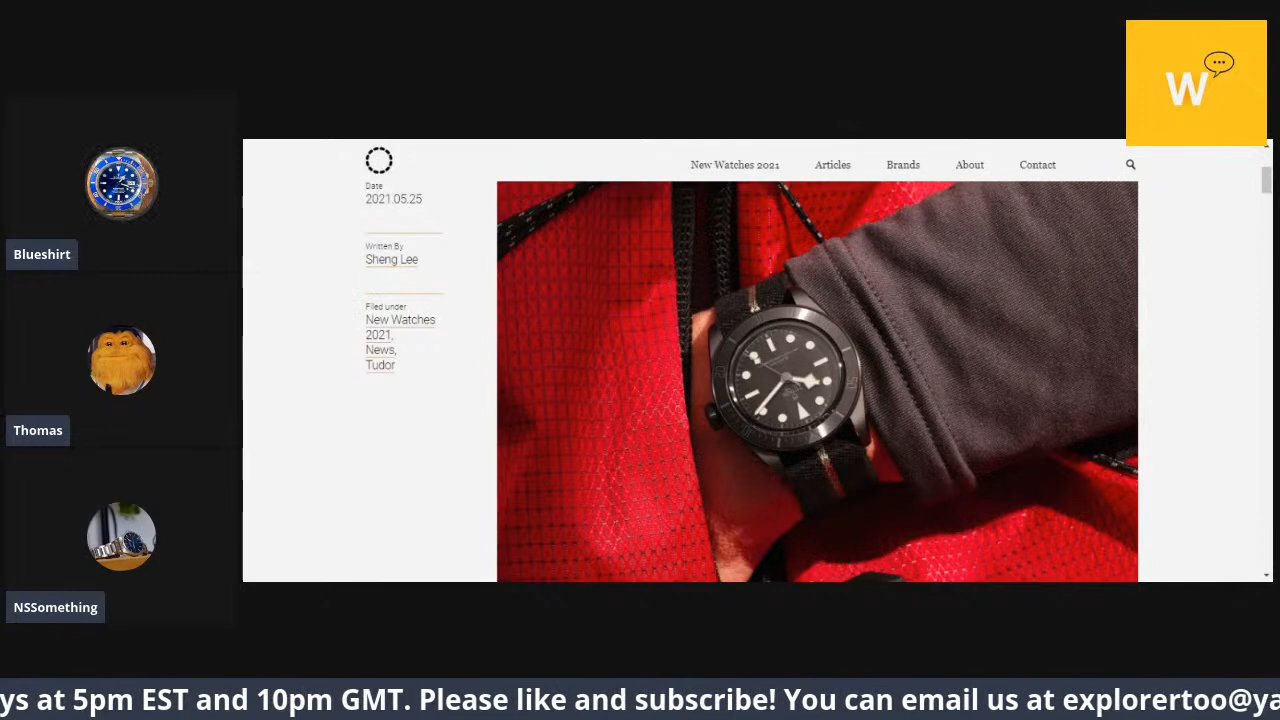 W
New Watches 2021 Articles Brands About Contact
Date
2021.05.25
Written By
Sheng Lee
Filed under
New Watches
2021,
News,
Tudor
Blueshirt
Thomas
NSSomething
ys at 5pm EST and 10pm GMT. Please like and subscribe! You can email us at explorertoo@ya